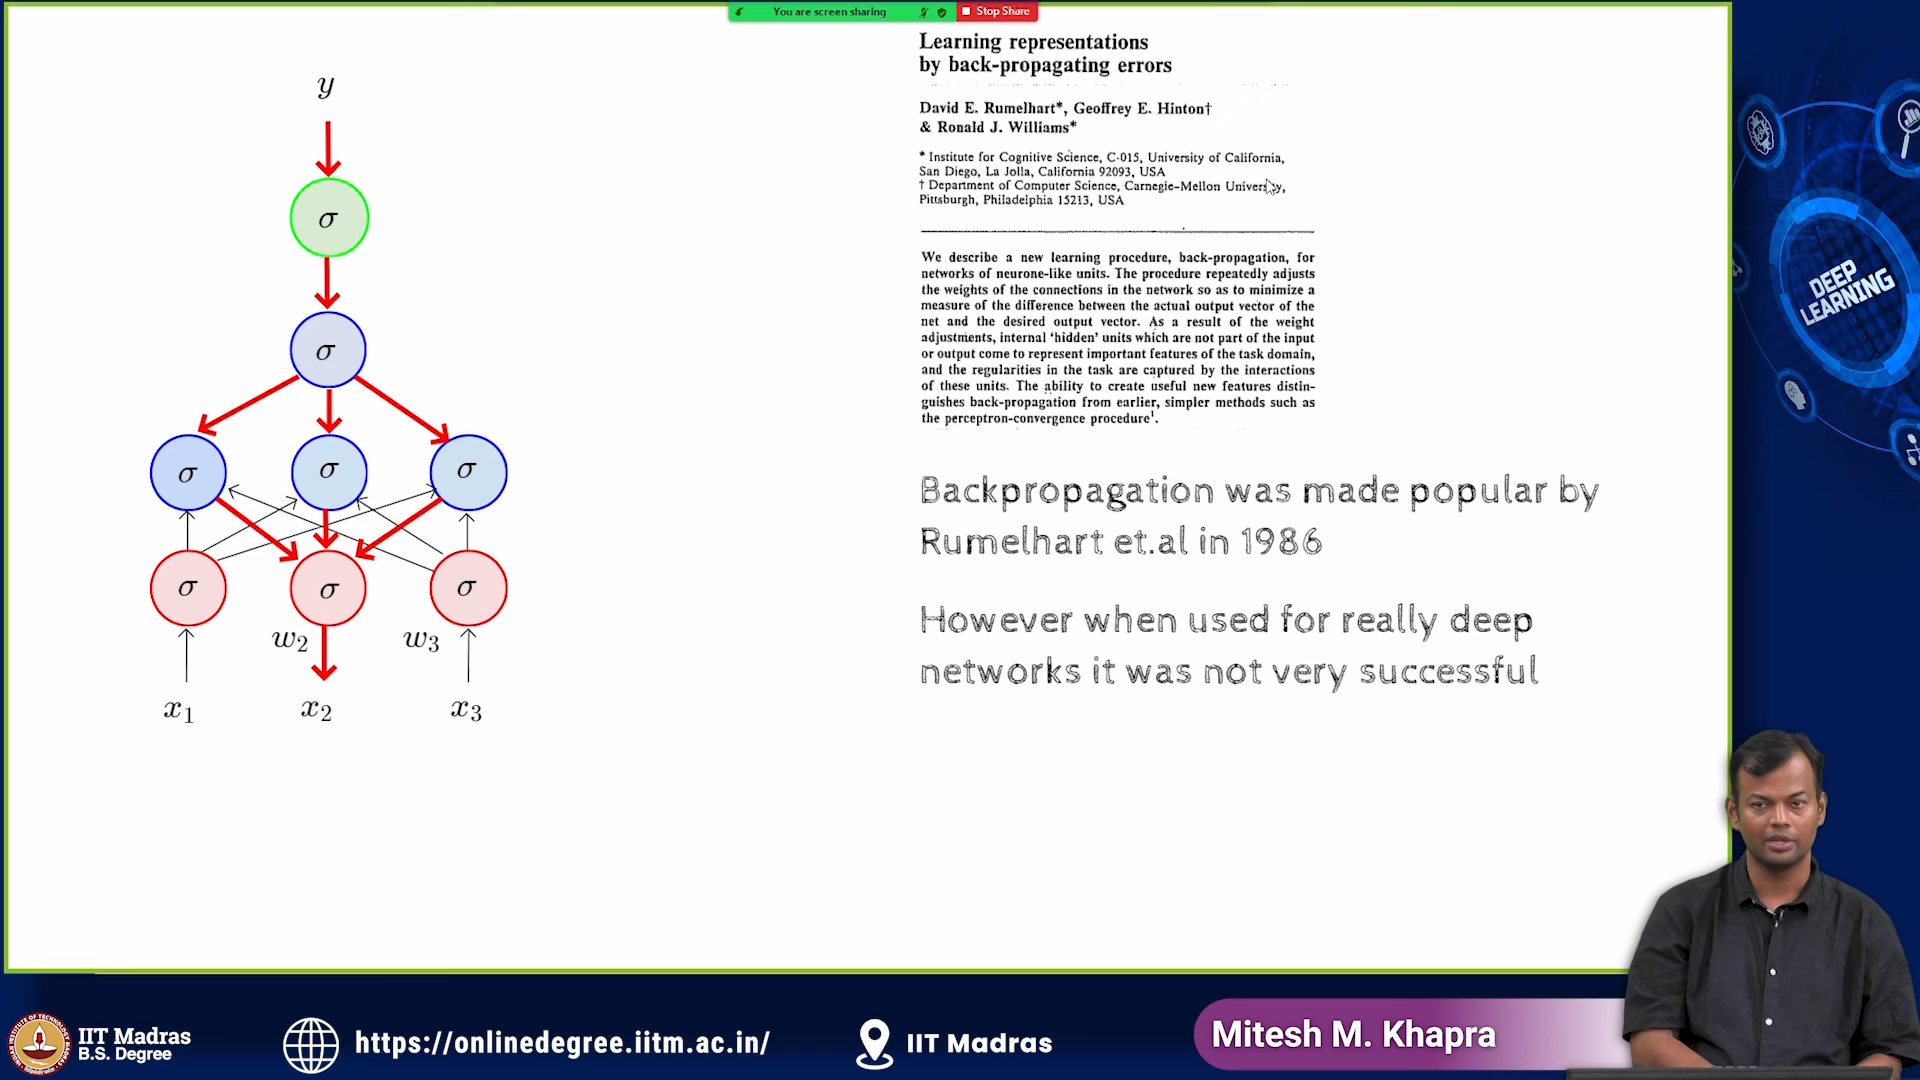 You are screen sharing
Stop Share
y
σ
σ
σ σ σ
σ σ σ
w2 w3
x1 x2 x3
Learning representations
by back-propagating errors
David E. Rumelhart*, Geoffrey E. Hinton†
& Ronald J. Williams*
* Institute for Cognitive Science, C-015, University of California,
San Diego, La Jolla, California 92093, USA
† Department of Computer Science, Carnegie-Mellon University,
Pittsburgh, Philadelphia 15213, USA
We describe a new learning procedure, back-propagation, for
networks of neurone-like units. The procedure repeatedly adjusts
the weights of the connections in the network so as to minimize a
measure of the difference between the actual output vector of the
net and the desired output vector. As a result of the weight
adjustments, internal ‘hidden’ units which are not part of the input
or output come to represent important features of the task domain,
and the regularities in the task are captured by the interactions
of these units. The ability to create useful new features distin-
guishes back-propagation from earlier, simpler methods such as
the perceptron-convergence procedure¹.
Backpropagation was made popular by
Rumelhart et.al in 1986
However when used for really deep
networks it was not very successful
DEEP
LEARNING
IIT Madras
B.S. Degree
https://onlinedegree.iitm.ac.in/
IIT Madras
Mitesh M. Khapra